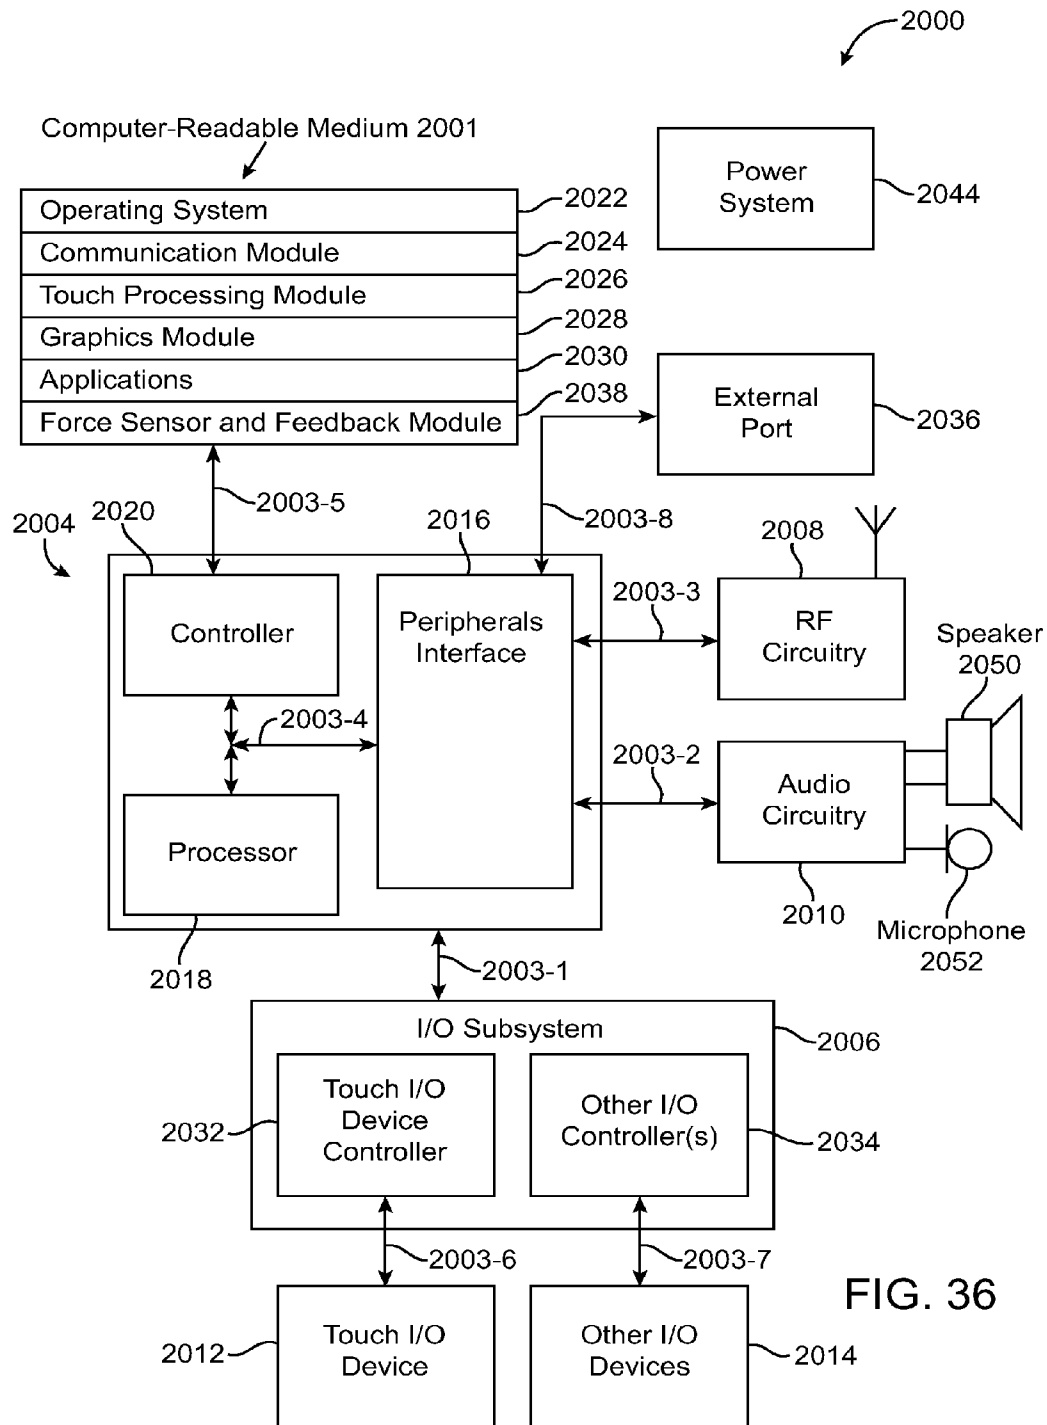 2000
Computer-Readable Medium 2001
Operating System
2022
Communication Module
2024
Touch Processing Module
2026
Graphics Module
2028
Applications
2030
Force Sensor and Feedback Module
2038
Power
System
2044
External
Port
2036
2003-5
2003-8
2004
2020
2016
2008
Controller
Peripherals
Interface
2003-3
RF
Circuitry
Speaker
2050
2003-4
2003-2
Audio
Circuitry
Processor
2010
Microphone
2052
2018
2003-1
I/O Subsystem
2006
Touch I/O
Device
Controller
2032
Other I/O
Controller(s)
2034
2003-6
2003-7
Touch I/O
Device
2012
Other I/O
Devices
2014
FIG. 36